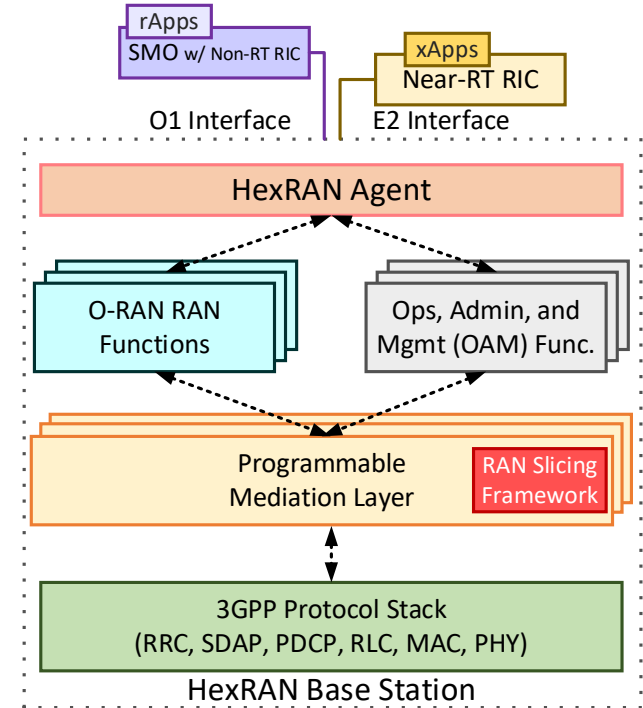 rApps
SMO w/ Non-RT RIC
xApps
Near-RT RIC
O1 Interface
E2 Interface
HexRAN Agent
O-RAN RAN
Functions
Ops, Admin, and
Mgmt (OAM) Func.
Programmable
Mediation Layer
RAN Slicing
Framework
3GPP Protocol Stack
(RRC, SDAP, PDCP, RLC, MAC, PHY)
HexRAN Base Station